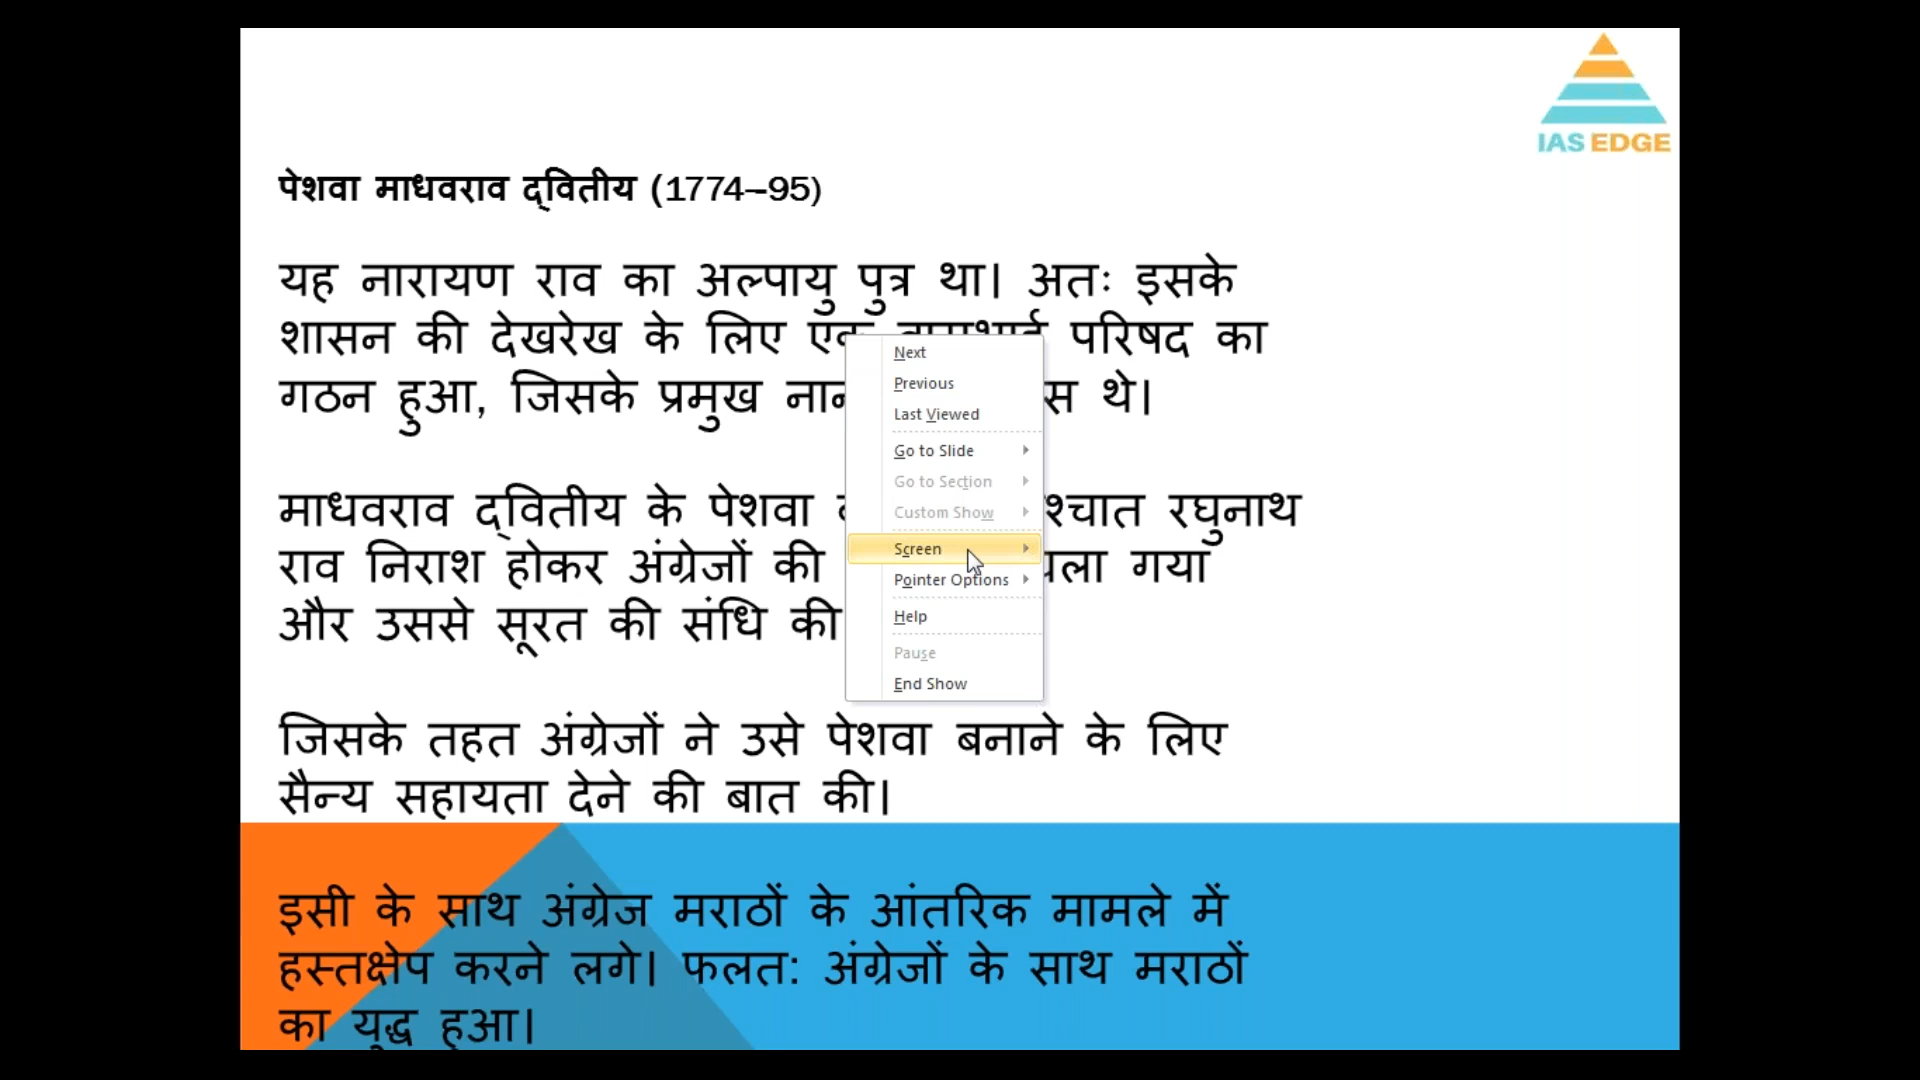 IAS EDGE
पेशवा माधवराव द्वितीय (1774–95)
यह नारायण राव का अल्पायु पुत्र था। अतः इसके
शासन की देखरेख के लिए परिषद का
गठन हुआ, जिसके प्रमुख थे।
माधवराव द्वितीय के पेशवा रघुनाथ
राव निराश होकर अंग्रेजों की गया
और उससे सूरत की संधि की
जिसके तहत अंग्रेजों ने उसे पेशवा बनाने के लिए
सैन्य सहायता देने की बात की।
इसी के साथ अंग्रेज मराठों के आंतरिक मामले में
हस्तक्षेप करने लगे। फलत: अंग्रेजों के साथ मराठों
का युद्ध हुआ।
Next
Previous
Last Viewed
Go to Slide
Go to Section
Custom Show
Screen
Pointer Options
Help
Pause
End Show